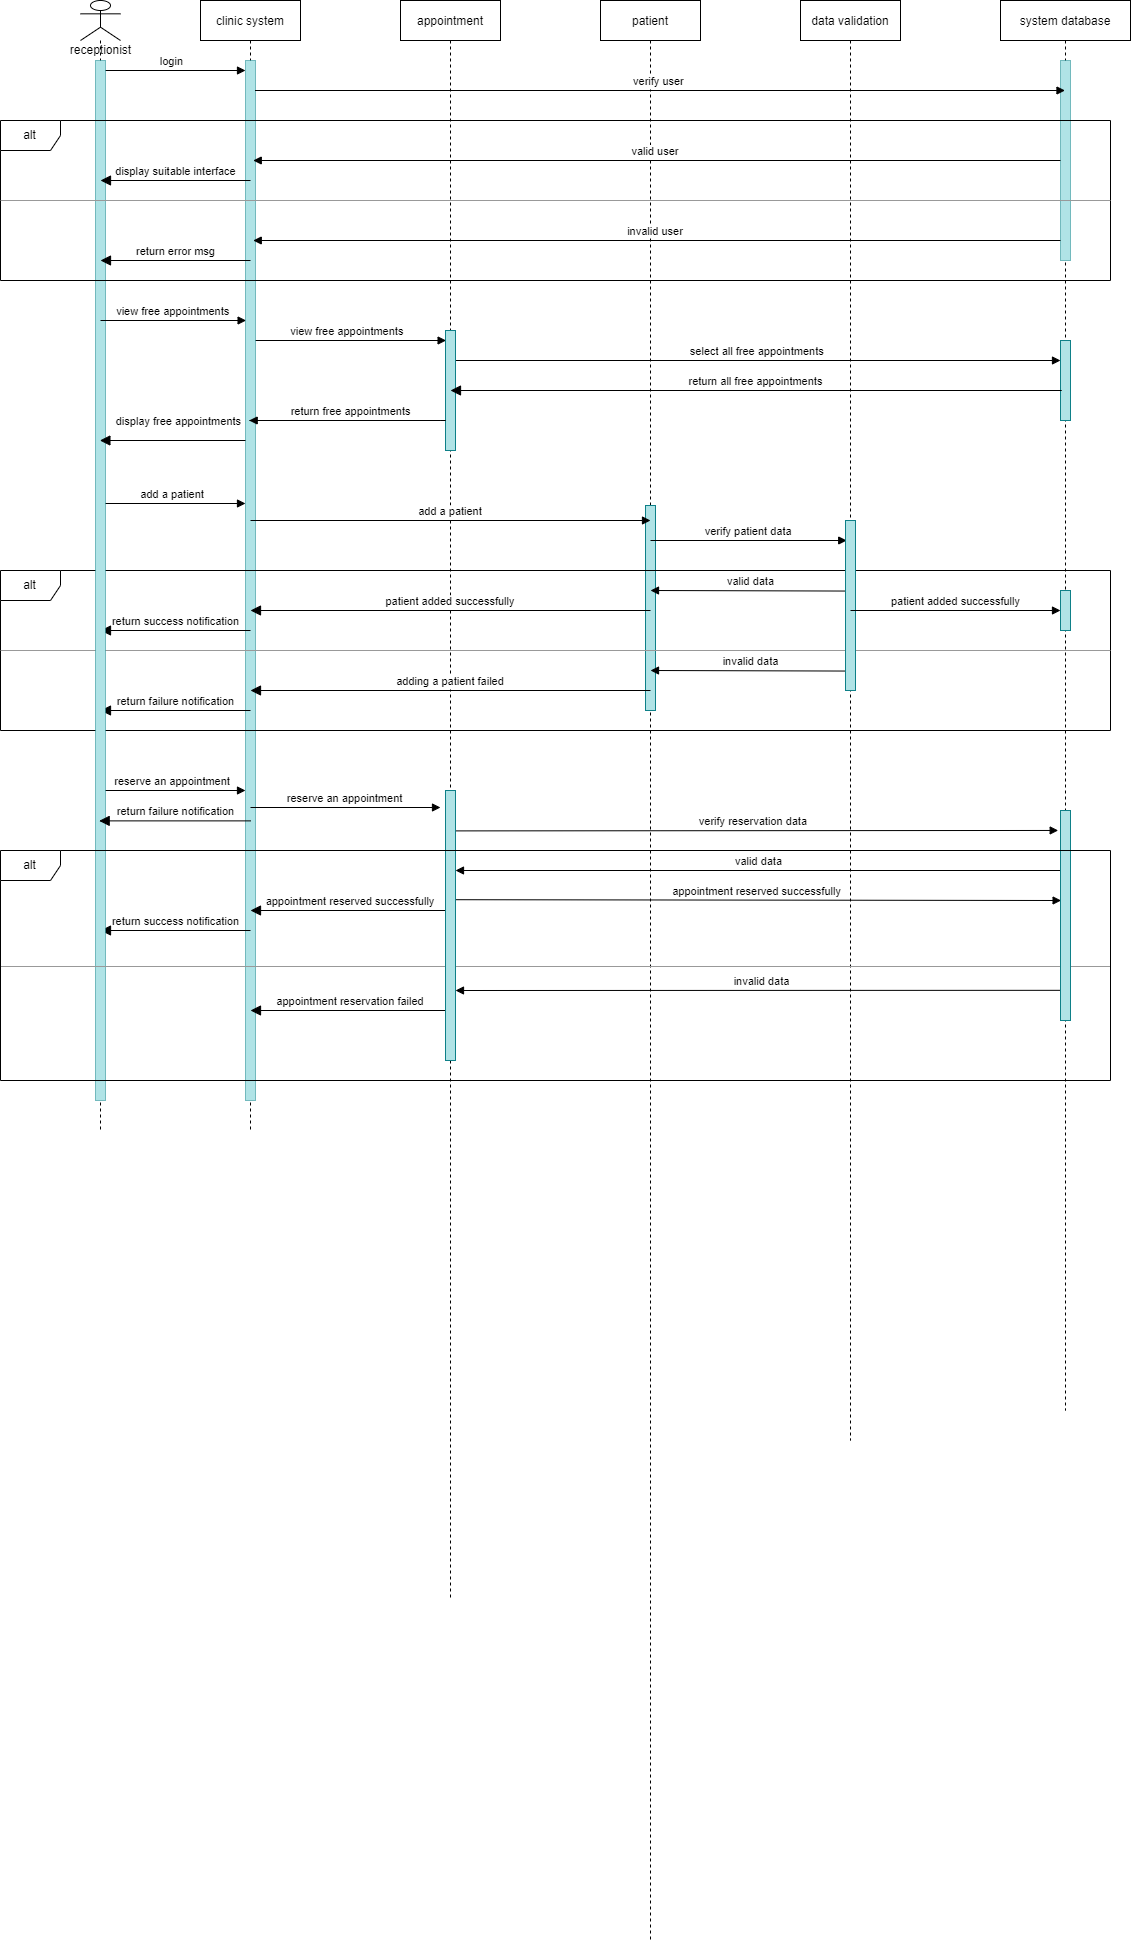 clinic system
appointment
patient
data validation
system database
receptionist
login
verify user
alt
valid user
display suitable interface
invalid user
return error msg
view free appointments
view free appointments
select all free appointments
return all free appointments
return free appointments
display free appointments
add a patient
add a patient
verify patient data
alt
valid data
patient added successfully
patient added successfully
return success notification
invalid data
adding a patient failed
return failure notification
reserve an appointment
reserve an appointment
return failure notification
verify reservation data
alt
valid data
appointment reserved successfully
appointment reserved successfully
return success notification
invalid data
appointment reservation failed